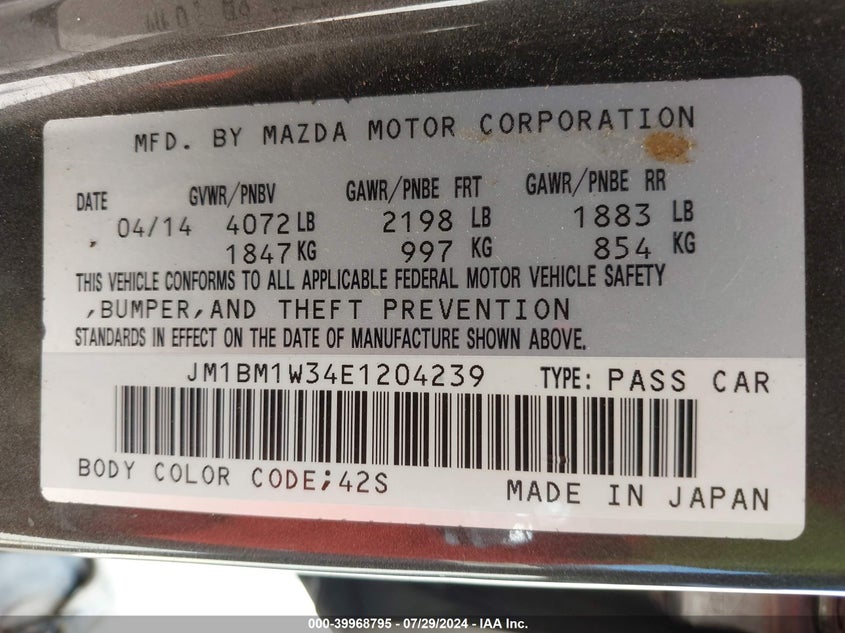 MFD. BY MAZDA MOTOR CORPORATION
DATE GVWR/PNBV GAWR/PNBE FRT GAWR/PNBE RR
04/14 4072 LB 2198 LB 1883 LB
1847 KG 997 KG 854 KG
THIS VEHICLE CONFORMS TO ALL APPLICABLE FEDERAL MOTOR VEHICLE SAFETY
,BUMPER,AND THEFT PREVENTION
STANDARDS IN EFFECT ON THE DATE OF MANUFACTURE SHOWN ABOVE.
JM1BM1W34E1204239 TYPE: PASS CAR
BODY COLOR CODE;42S
MADE IN JAPAN
000-39968795 / 07/29/2024 - IAAI.COM